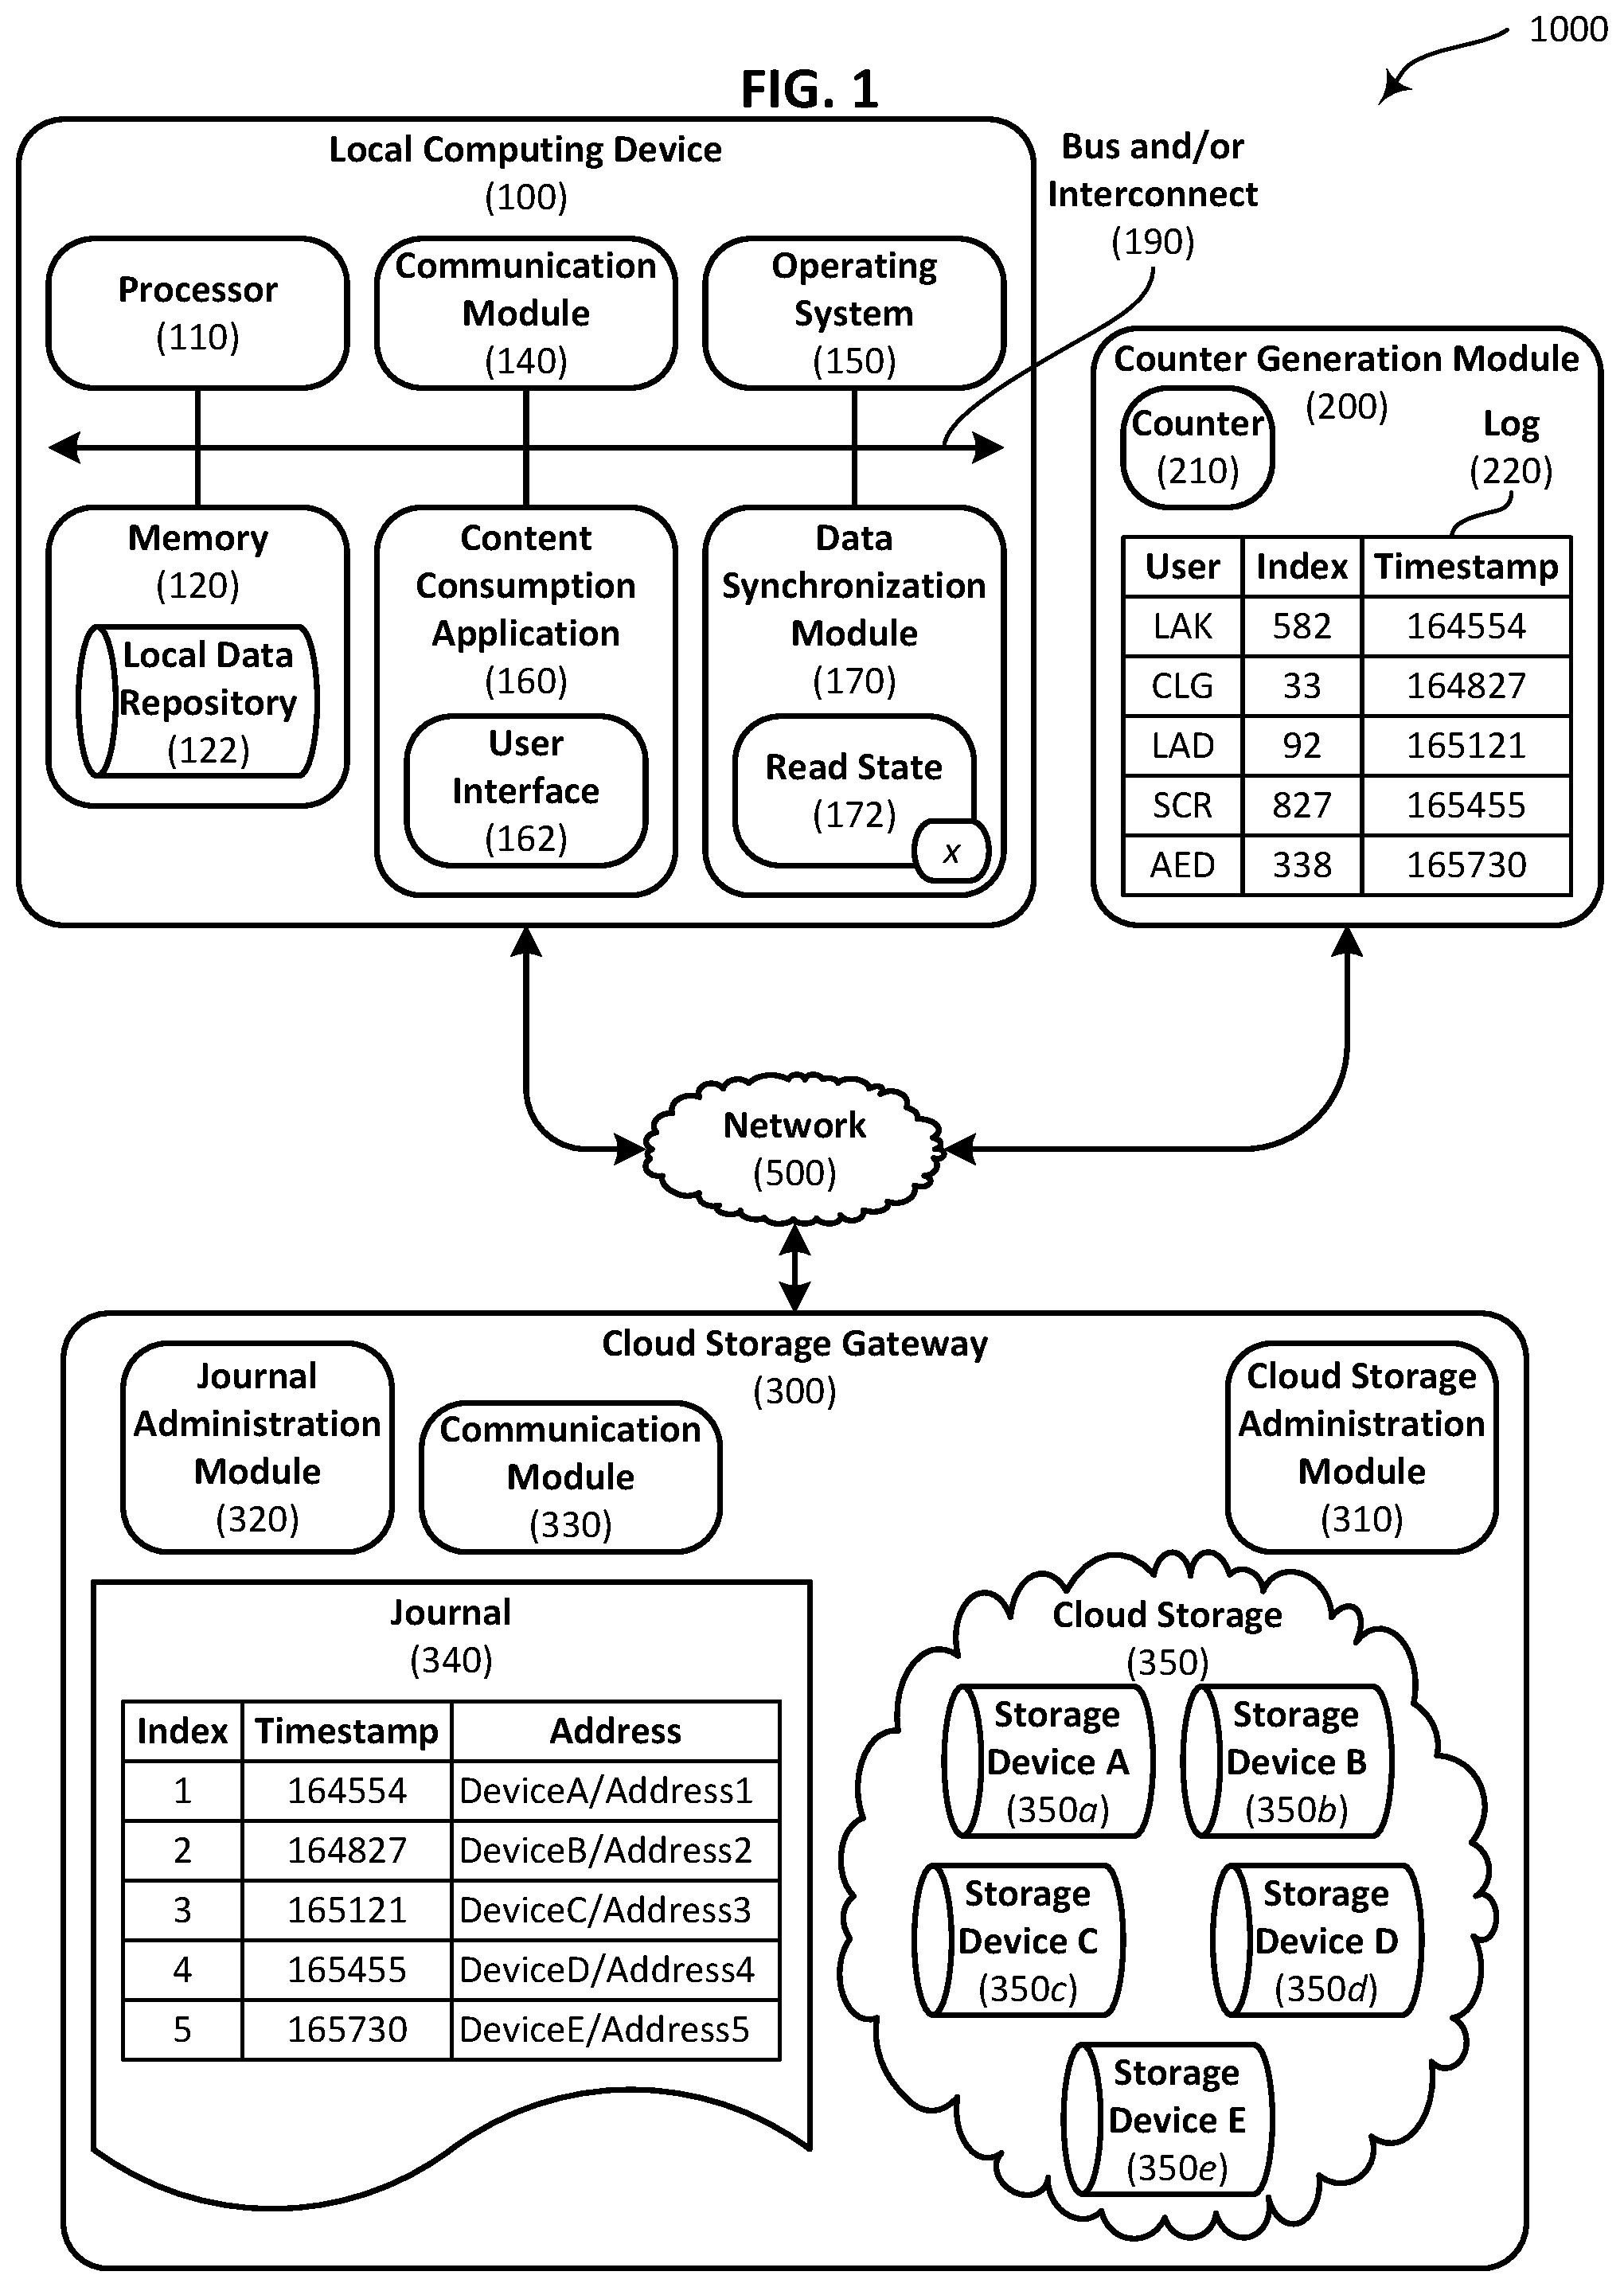 1000
FIG. 1
Local Computing Device
(100)
Bus and/or
Interconnect
(190)
Processor
(110)
Communication
Module
(140)
Operating
System
(150)
Memory
(120)
Local Data
Repository
(122)
Content
Consumption
Application
(160)
User
Interface
(162)
Data
Synchronization
Module
(170)
Read State
(172)
x
Counter Generation Module
(200)
Counter
(210)
Log
(220)
User Index Timestamp
LAK 582 164554
CLG 33 164827
LAD 92 165121
SCR 827 165455
AED 338 165730
Network
(500)
Cloud Storage Gateway
(300)
Journal
Administration
Module
(320)
Communication
Module
(330)
Cloud Storage
Administration
Module
(310)
Journal
(340)
Index Timestamp Address
1 164554 DeviceA/Address1
2 164827 DeviceB/Address2
3 165121 DeviceC/Address3
4 165455 DeviceD/Address4
5 165730 DeviceE/Address5
Cloud Storage
(350)
Storage
Device A
(350a)
Storage
Device B
(350b)
Storage
Device C
(350c)
Storage
Device D
(350d)
Storage
Device E
(350e)